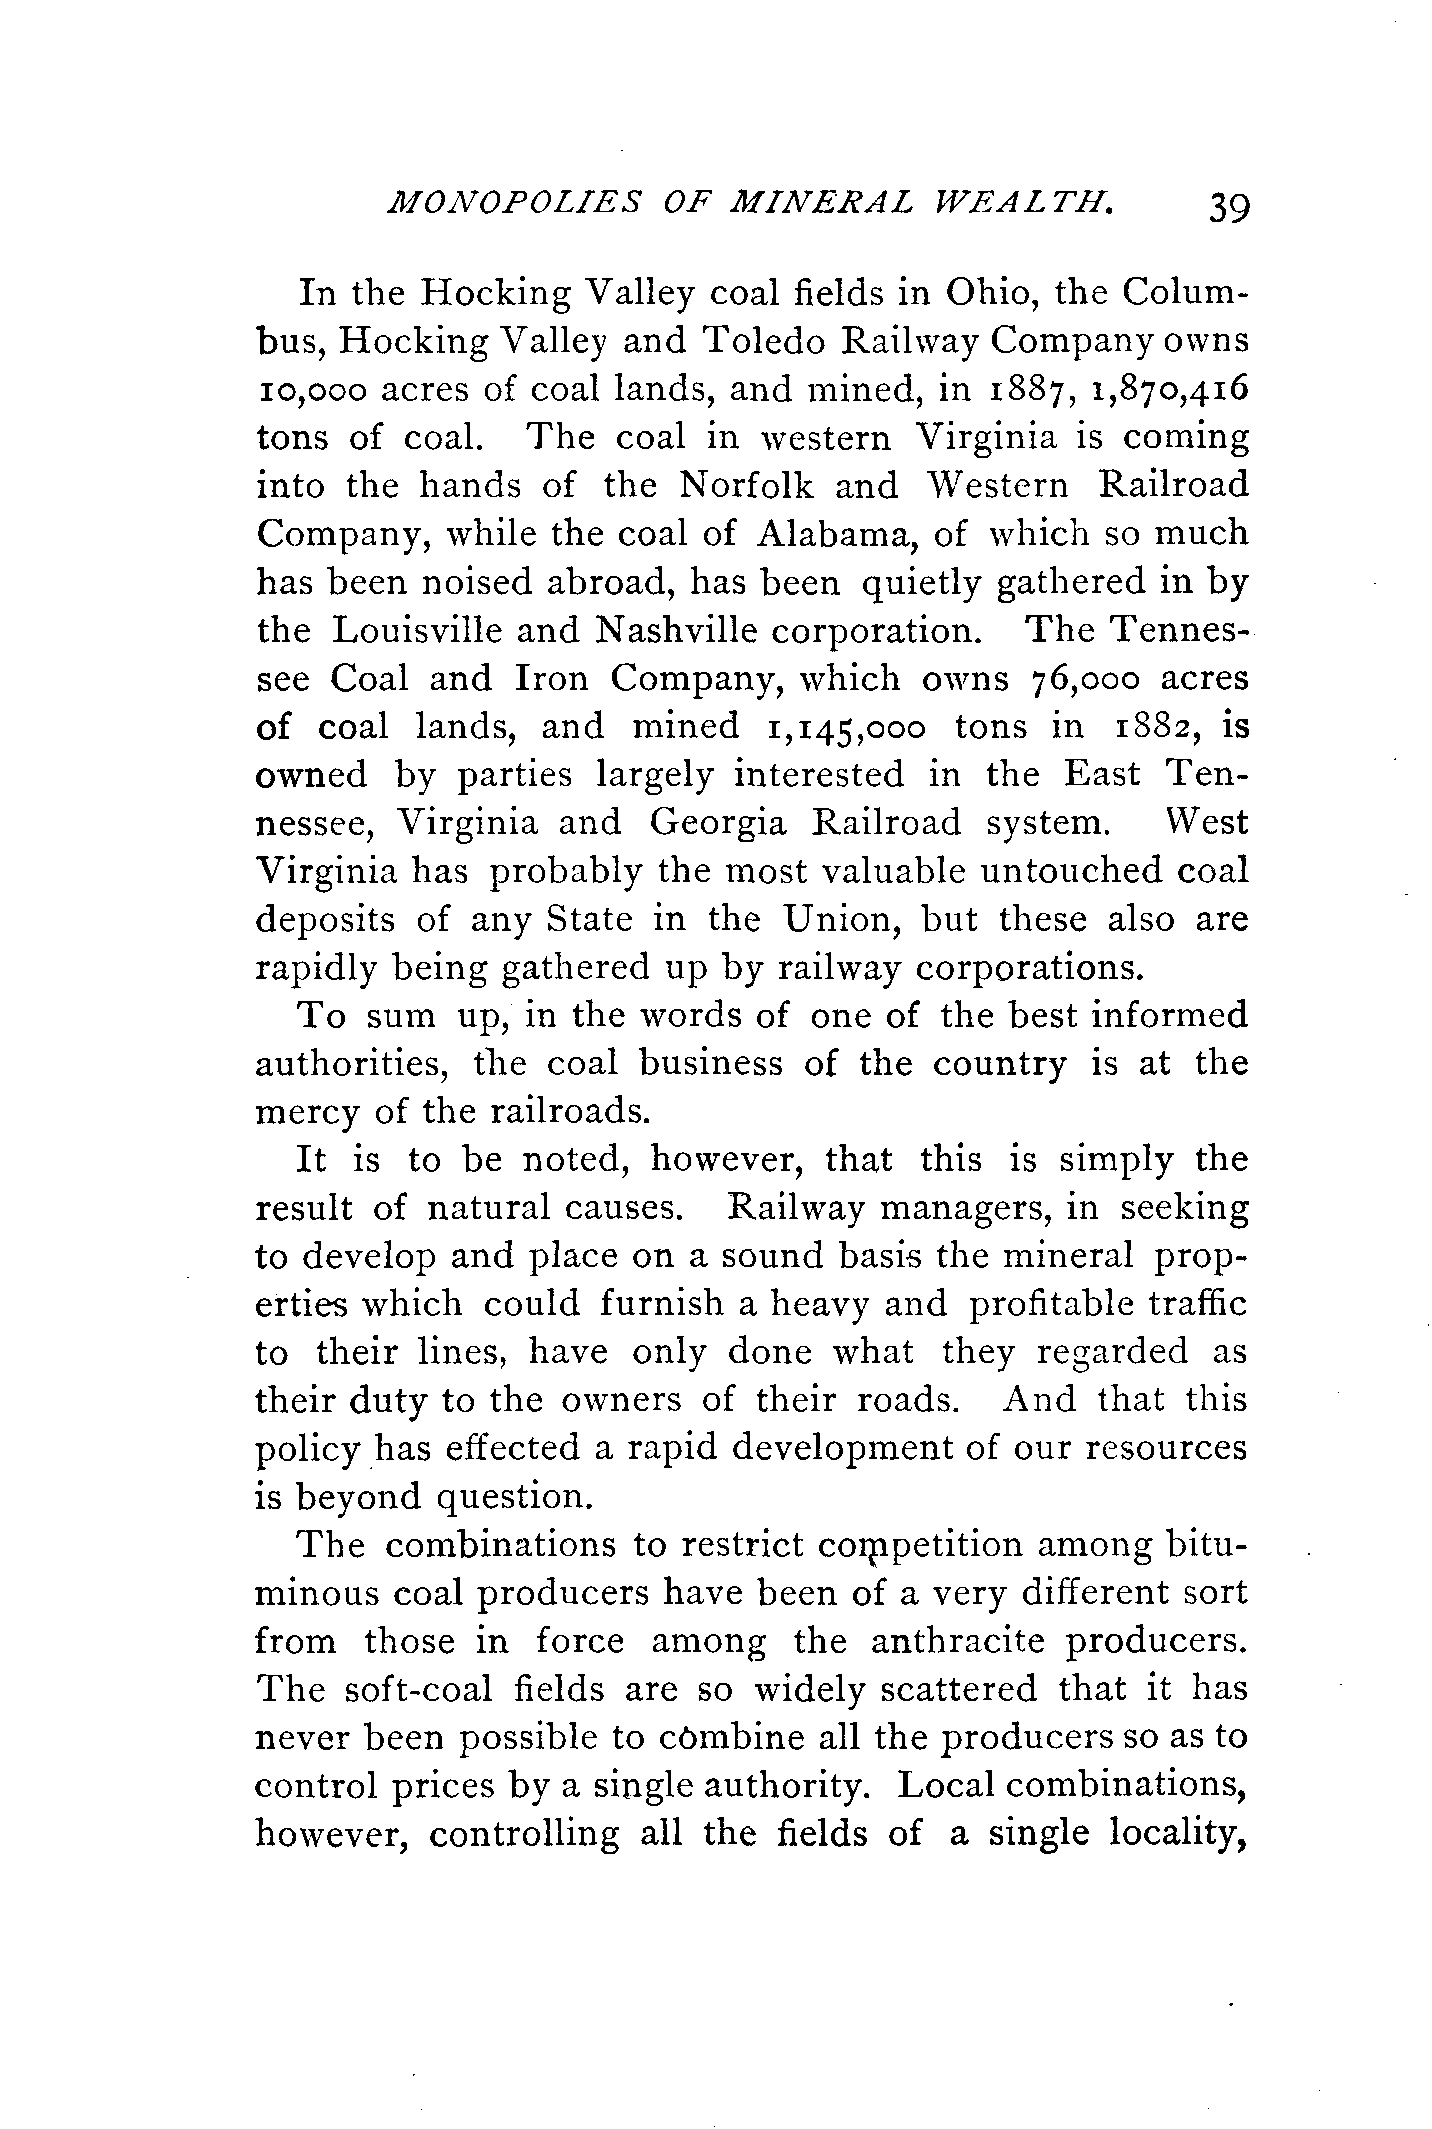 MONOPOLIES OF MINERAL WEALTH. 39
In the Hocking Valley coal fields in Ohio, the Colum-
bus, Hocking Valley and Toledo Railway Company owns
10,000 acres of coal lands, and mined, in 1887, 1,870,416
tons of coal. The coal in western Virginia is coming
into the hands of the Norfolk and Western Railroad
Company, while the coal of Alabama, of which so much
has been noised abroad, has been quietly gathered in by
the Louisville and Nashville corporation. The Tennes-
see Coal and Iron Company, which owns 76,000 acres
of coal lands, and mined 1,145,000 tons in 1882, is
owned by parties largely interested in the East Ten-
nessee, Virginia and Georgia Railroad system. West
Virginia has probably the most valuable untouched coal
deposits of any State in the Union, but these also are
rapidly being gathered up by railway corporations.
To sum up, in the words of one of the best informed
authorities, the coal business of the country is at the
mercy of the railroads.
It is to be noted, however, that this is simply the
result of natural causes. Railway managers, in seeking
to develop and place on a sound basis the mineral prop-
erties which could furnish a heavy and profitable traffic
to their lines, have only done what they regarded as
their duty to the owners of their roads. And that this
policy has effected a rapid development of our resources
is beyond question.
The combinations to restrict competition among bitu-
minous coal producers have been of a very different sort
from those in force among the anthracite producers.
The soft-coal fields are so widely scattered that it has
never been possible to combine all the producers so as to
control prices by a single authority. Local combinations,
however, controlling all the fields of a single locality,